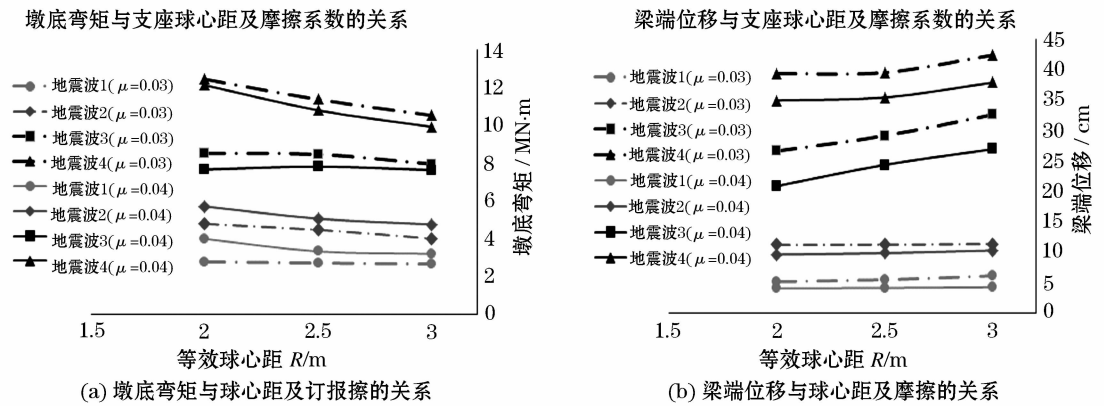 墩底弯矩与支座球心距及摩擦系数的关系
地震波1(μ=0.03)
地震波2(μ=0.03)
地震波3(μ=0.03)
地震波4(μ=0.03)
地震波1(μ=0.04)
地震波2(μ=0.04)
地震波3(μ=0.04)
地震波4(μ=0.04)
14
12
10
8
6
4
2
0
墩底弯矩 / MN·m
1.5 2 2.5 3
等效球心距 R/m
(a) 墩底弯矩与球心距及订报擦的关系
梁端位移与支座球心距及摩擦系数的关系
地震波1(μ=0.03)
地震波2(μ=0.03)
地震波3(μ=0.03)
地震波4(μ=0.03)
地震波1(μ=0.04)
地震波2(μ=0.04)
地震波3(μ=0.04)
地震波4(μ=0.04)
45
40
35
30
25
20
15
10
5
0
梁端位移 / cm
1.5 2 2.5 3
等效球心距 R/m
(b) 梁端位移与球心距及摩擦的关系